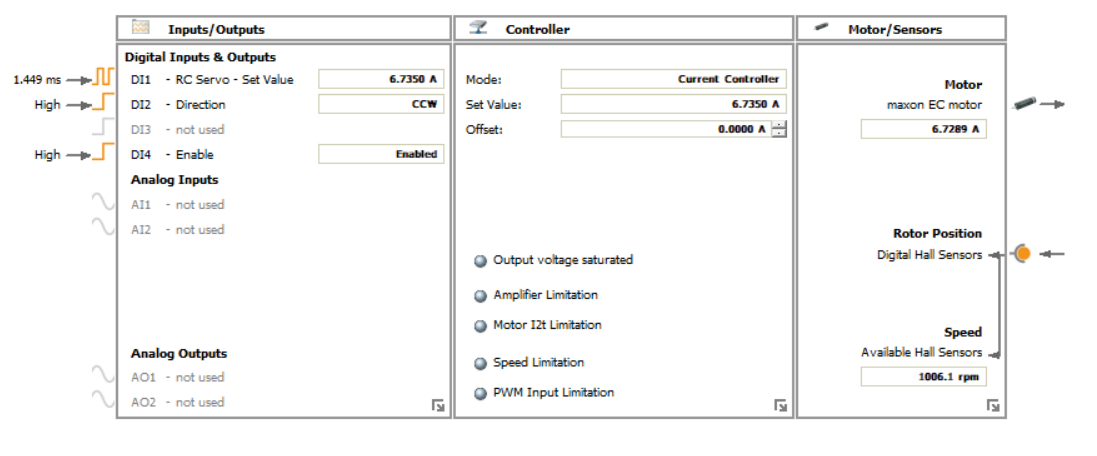 Inputs/Outputs
Controller
Motor/Sensors
Digital Inputs & Outputs
1.449 ms
DI1 - RC Servo - Set Value
6.7350 A
High
DI2 - Direction
CCW
DI3 - not used
High
DI4 - Enable
Enabled
Analog Inputs
AI1 - not used
AI2 - not used
Analog Outputs
AO1 - not used
AO2 - not used
Mode:
Current Controller
Set Value:
6.7350 A
Offset:
0.0000 A
Output voltage saturated
Amplifier Limitation
Motor I2t Limitation
Speed Limitation
PWM Input Limitation
Motor
maxon EC motor
6.7289 A
Rotor Position
Digital Hall Sensors
Speed
Available Hall Sensors
1006.1 rpm